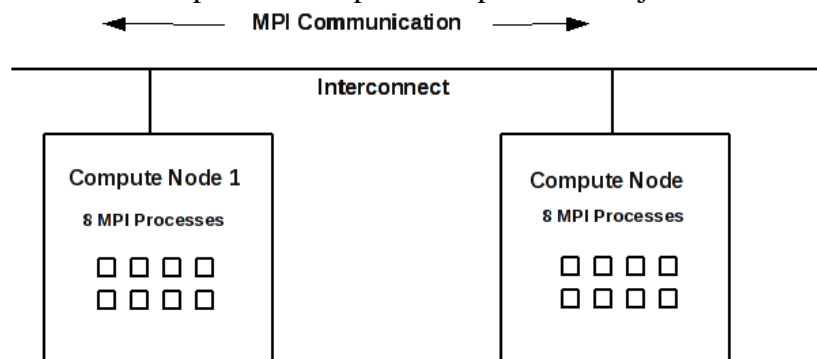 MPI Communication
Interconnect
Compute Node 1
8 MPI Processes
Compute Node
8 MPI Processes